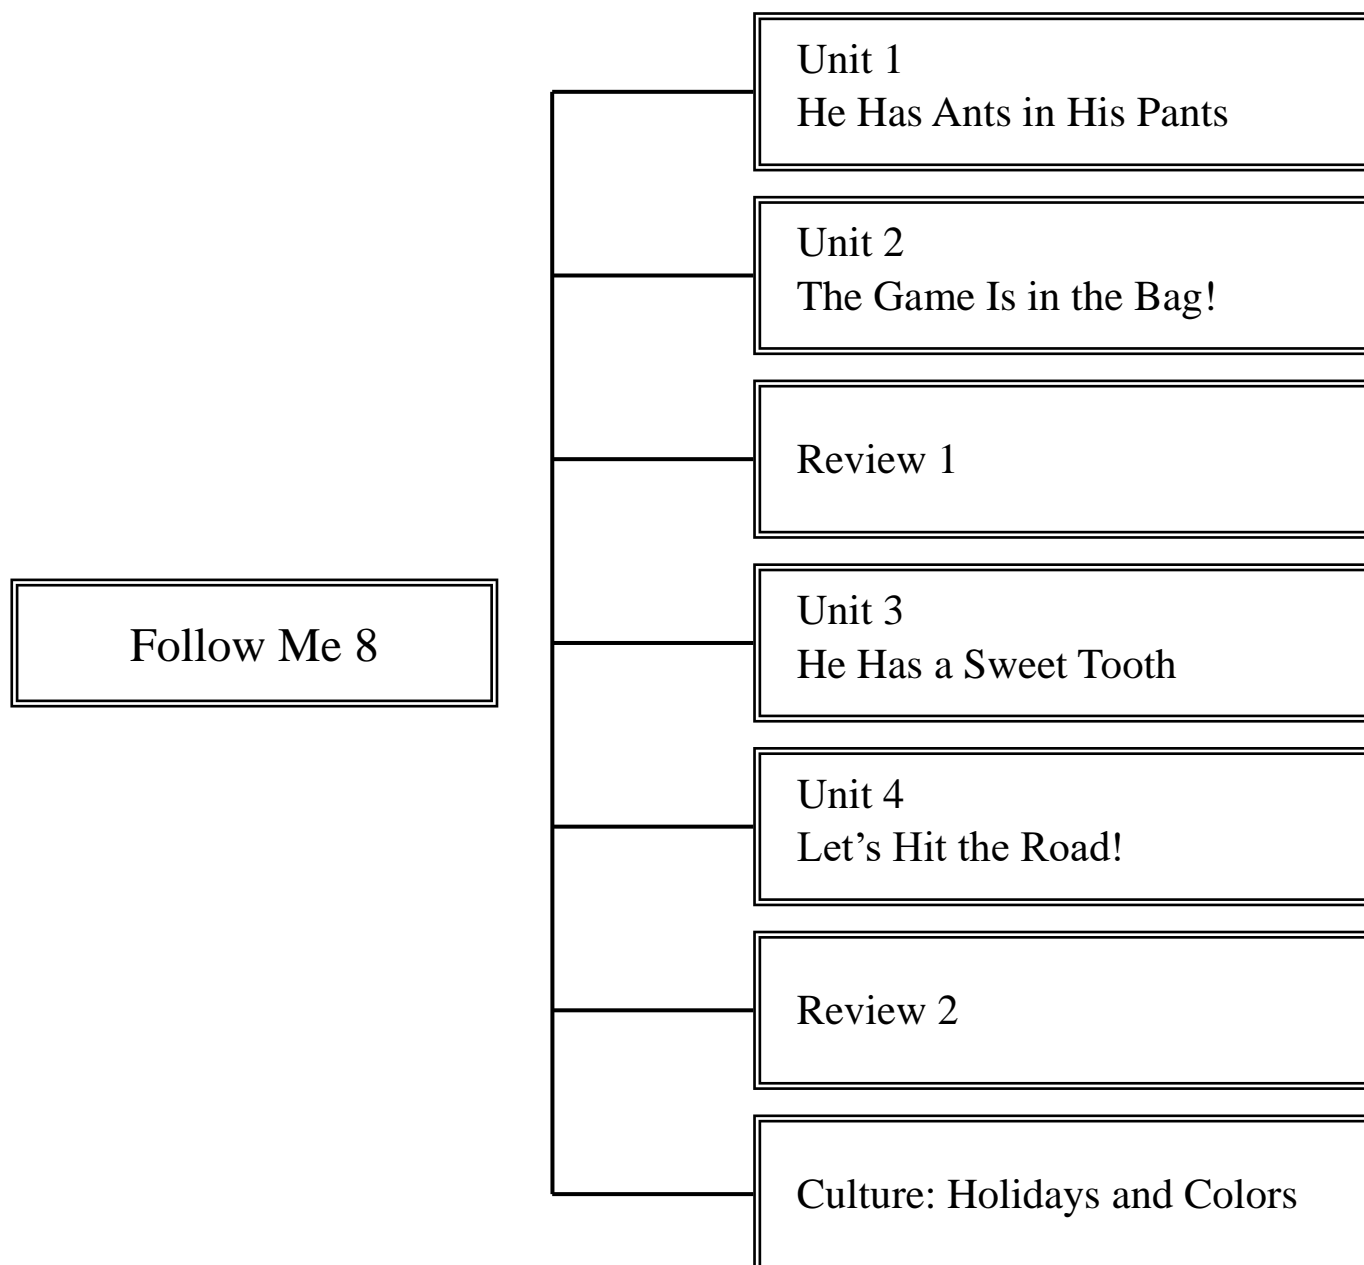 Follow Me 8
Unit 1
He Has Ants in His Pants
Unit 2
The Game Is in the Bag!
Review 1
Unit 3
He Has a Sweet Tooth
Unit 4
Let’s Hit the Road!
Review 2
Culture: Holidays and Colors